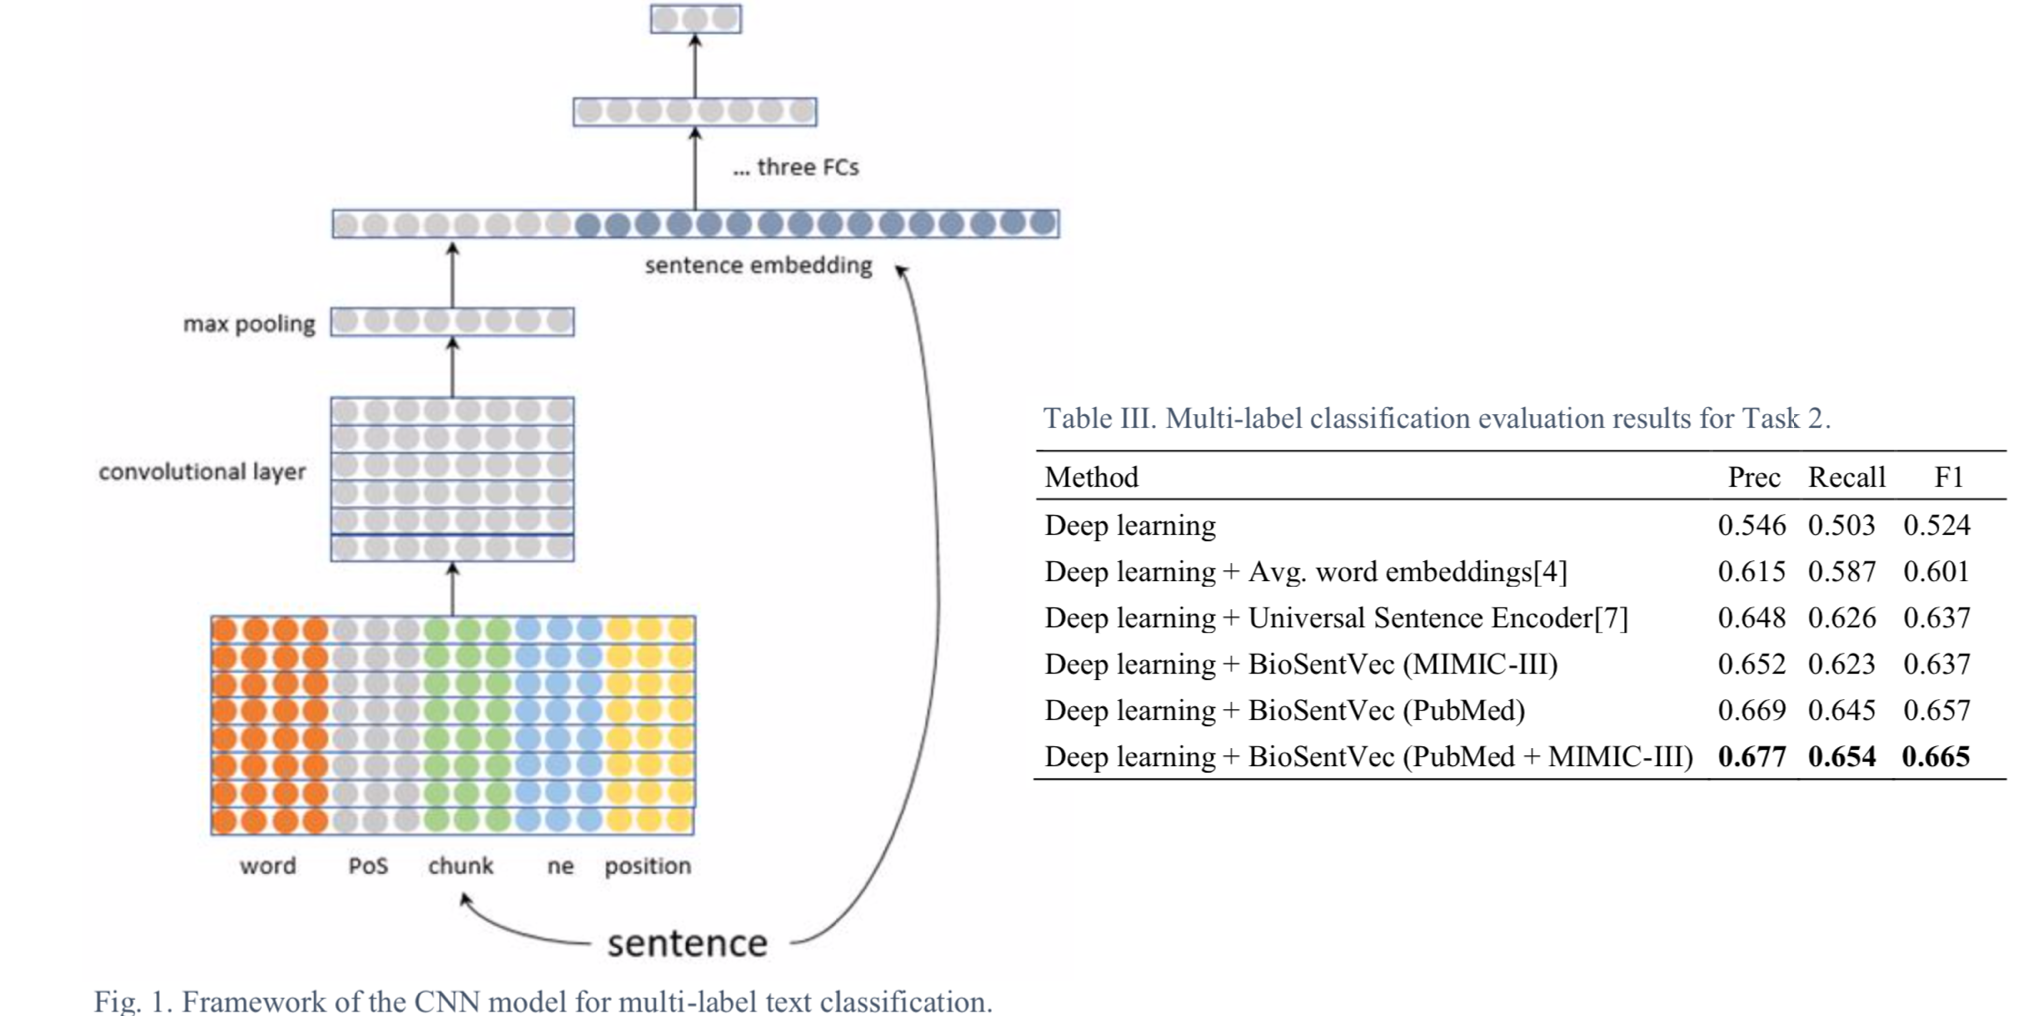 ... three FCs
sentence embedding
max pooling
convolutional layer
word PoS chunk ne position
sentence
Fig. 1. Framework of the CNN model for multi-label text classification.
Table III. Multi-label classification evaluation results for Task 2.
Method Prec Recall F1
Deep learning 0.546 0.503 0.524
Deep learning + Avg. word embeddings[4] 0.615 0.587 0.601
Deep learning + Universal Sentence Encoder[7] 0.648 0.626 0.637
Deep learning + BioSentVec (MIMIC-III) 0.652 0.623 0.637
Deep learning + BioSentVec (PubMed) 0.669 0.645 0.657
Deep learning + BioSentVec (PubMed + MIMIC-III) 0.677 0.654 0.665